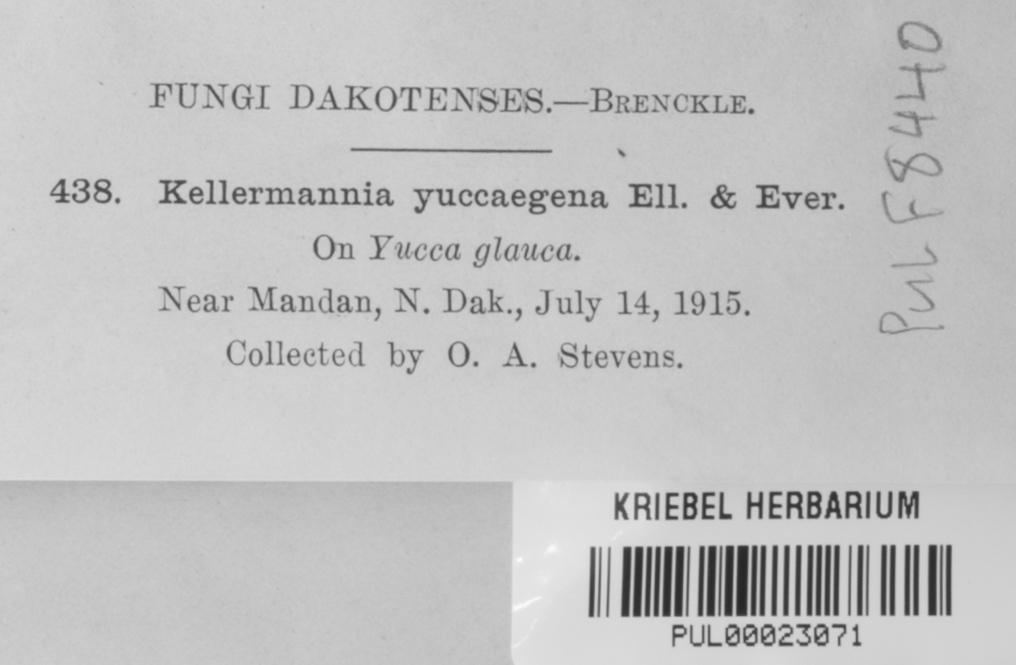 FUNGI DAKOTENSES.—BRENCKLE.
438. Kellermannia yuccaegena Ell. & Ever.
On Yucca glauca.
Near Mandan, N. Dak., July 14, 1915.
Collected by O. A. Stevens.
PUL F8440
KRIEBEL HERBARIUM
PUL00023071